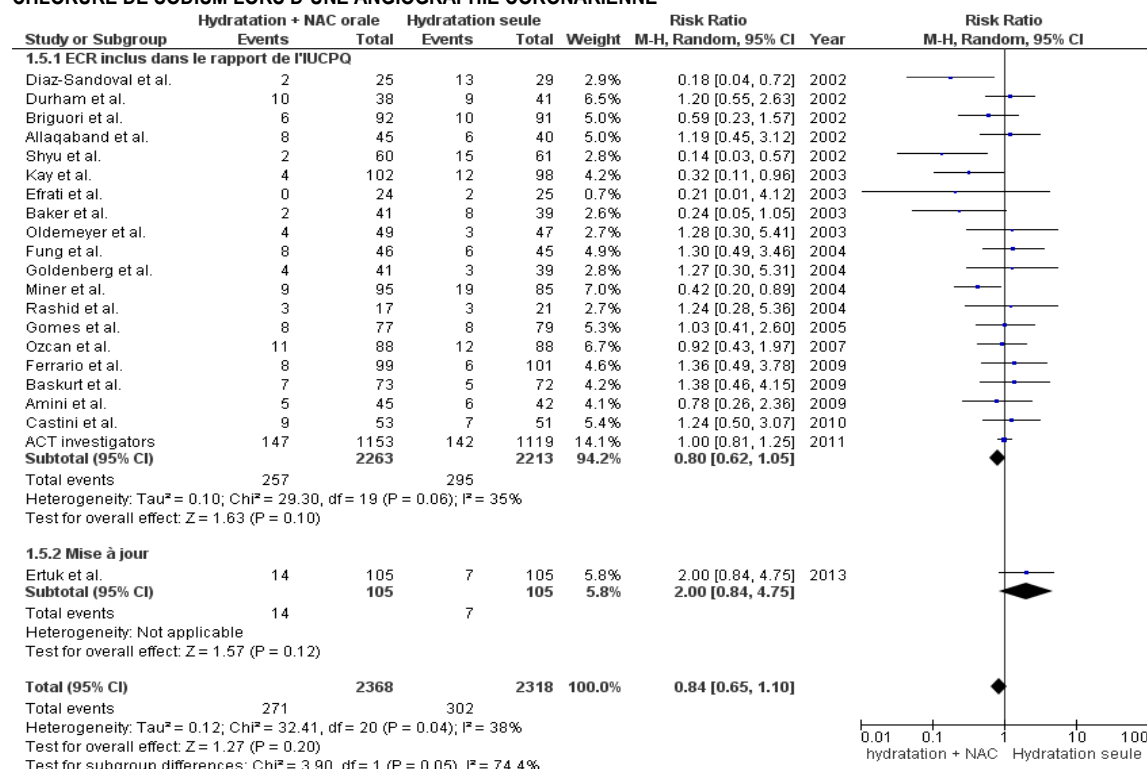 CHLORURE DE SODIUM LORS D'UNE ANGIOGRAPHIE CORONARIENNE
Hydratation + NAC orale Hydratation seule Risk Ratio Risk Ratio
Study or Subgroup Events Total Events Total Weight M-H, Random, 95% CI Year M-H, Random, 95% CI
1.5.1 ECR inclus dans le rapport de l'IUCPQ
Diaz-Sandoval et al. 2 25 13 29 2.9% 0.18 [0.04, 0.72] 2002
Durham et al. 10 38 9 41 6.5% 1.20 [0.55, 2.63] 2002
Briguori et al. 6 92 10 91 5.0% 0.59 [0.23, 1.57] 2002
Allaqaband et al. 8 45 6 40 5.0% 1.19 [0.45, 3.12] 2002
Shyu et al. 2 60 15 61 2.8% 0.14 [0.03, 0.57] 2002
Kay et al. 4 102 12 98 4.2% 0.32 [0.11, 0.96] 2003
Efrati et al. 0 24 2 25 0.7% 0.21 [0.01, 4.12] 2003
Baker et al. 2 41 8 39 2.6% 0.24 [0.05, 1.05] 2003
Oldemeyer et al. 4 49 3 47 2.7% 1.28 [0.30, 5.41] 2003
Fung et al. 8 46 6 45 4.9% 1.30 [0.49, 3.46] 2004
Goldenberg et al. 4 41 3 39 2.8% 1.27 [0.30, 5.31] 2004
Miner et al. 9 95 19 85 7.0% 0.42 [0.20, 0.89] 2004
Rashid et al. 3 17 3 21 2.7% 1.24 [0.28, 5.36] 2004
Gomes et al. 8 77 8 79 5.3% 1.03 [0.41, 2.60] 2005
Ozcan et al. 11 88 12 88 6.7% 0.92 [0.43, 1.97] 2007
Ferrario et al. 8 99 6 101 4.6% 1.36 [0.49, 3.78] 2009
Baskurt et al. 7 73 5 72 4.2% 1.38 [0.46, 4.15] 2009
Amini et al. 5 45 6 42 4.1% 0.78 [0.26, 2.36] 2009
Castini et al. 9 53 7 51 5.4% 1.24 [0.50, 3.07] 2010
ACT investigators 147 1153 142 1119 14.1% 1.00 [0.81, 1.25] 2011
Subtotal (95% CI) 2263 2213 94.2% 0.80 [0.62, 1.05]
Total events 257 295
Heterogeneity: Tau² = 0.10; Chi² = 29.30, df = 19 (P = 0.06); I² = 35%
Test for overall effect: Z = 1.63 (P = 0.10)
1.5.2 Mise à jour
Ertuk et al. 14 105 7 105 5.8% 2.00 [0.84, 4.75] 2013
Subtotal (95% CI) 105 105 5.8% 2.00 [0.84, 4.75]
Total events 14 7
Heterogeneity: Not applicable
Test for overall effect: Z = 1.57 (P = 0.12)
Total (95% CI) 2368 2318 100.0% 0.84 [0.65, 1.10]
Total events 271 302
Heterogeneity: Tau² = 0.12; Chi² = 32.41, df = 20 (P = 0.04); I² = 38%
Test for overall effect: Z = 1.27 (P = 0.20)
Test for subgroup differences: Chi² = 3.90, df = 1 (P = 0.05), I² = 74.4%
0.01 0.1 1 10 100
hydratation + NAC Hydratation seule